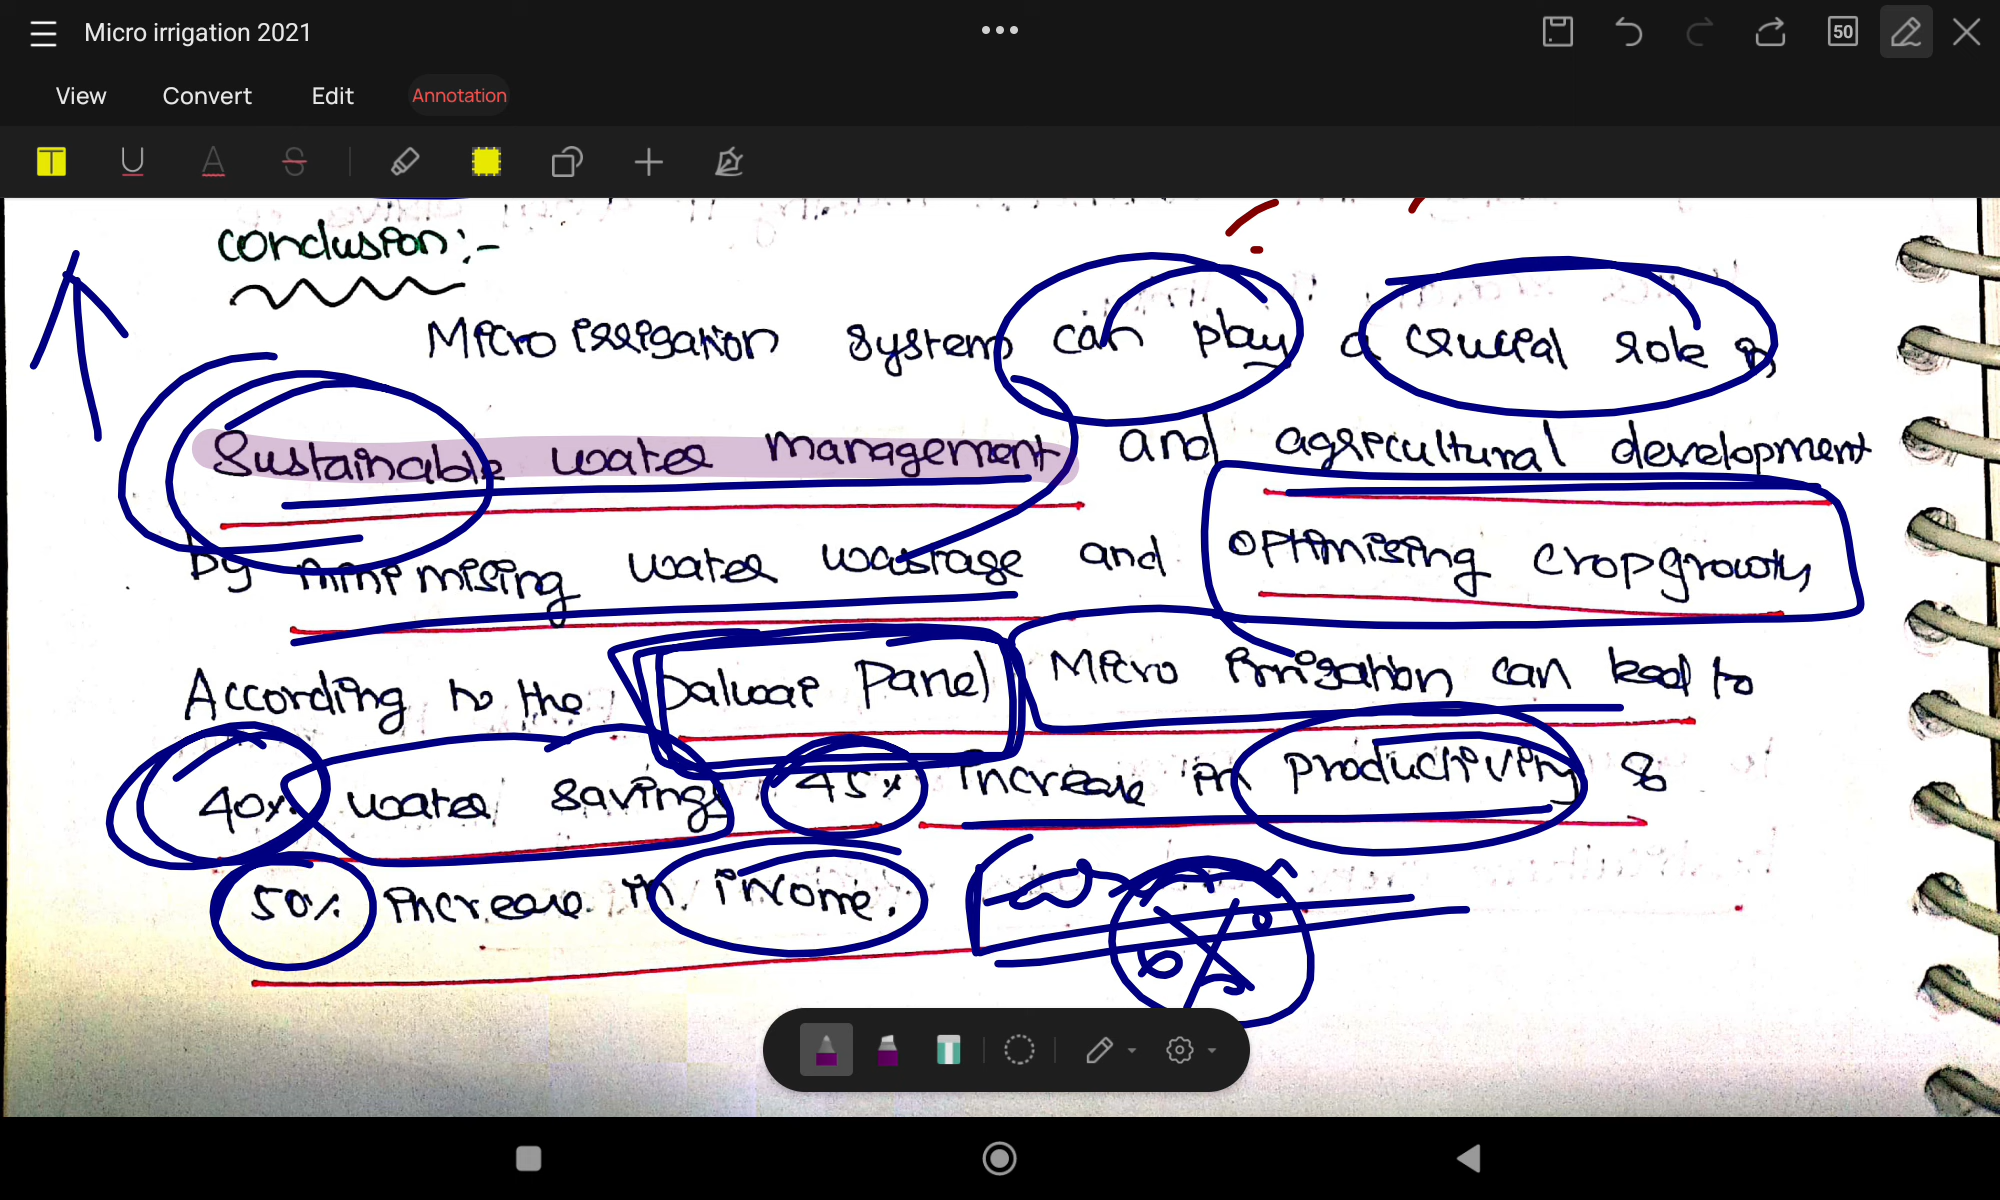 Micro irrigation 2021
50
View Convert Edit Annotation
conclusion:-
Micro irrigation system can play a crucial role in
Sustainable water management and agricultural development
by minimising water wastage and optimising crop growth
According to the Dalwai Panel Micro irrigation can lead to
40% water savings 45% increase in productivity &
50% increase in income.